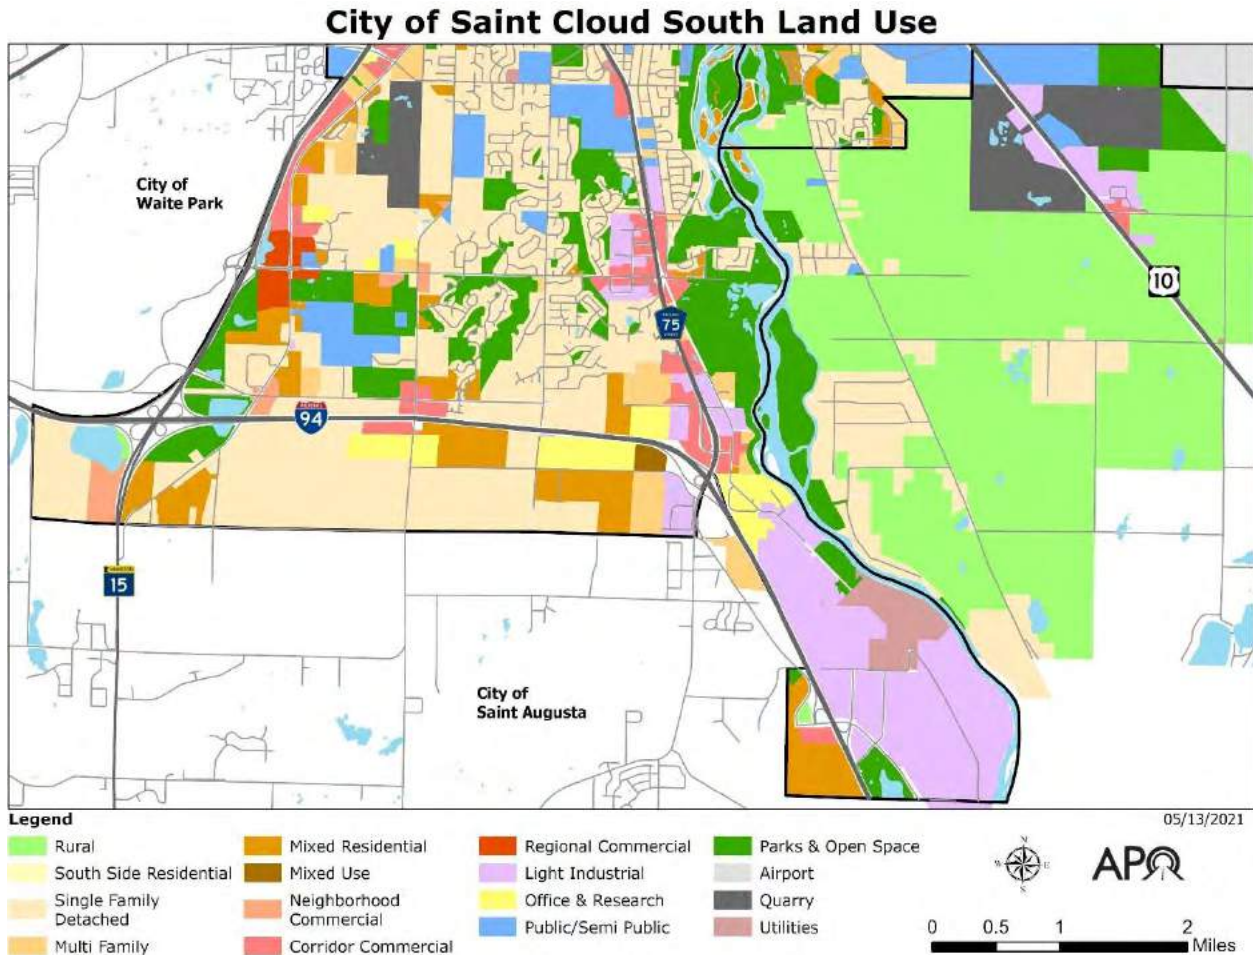 City of Saint Cloud South Land Use
City of
Waite Park
10
75
94
15
City of
Saint Augusta
Legend
05/13/2021
Rural
South Side Residential
Single Family
Detached
Multi Family
Mixed Residential
Mixed Use
Neighborhood
Commercial
Corridor Commercial
Regional Commercial
Light Industrial
Office & Research
Public/Semi Public
Parks & Open Space
Airport
Quarry
Utilities
N
W
E
S
APO
0 0.5 1 2
Miles